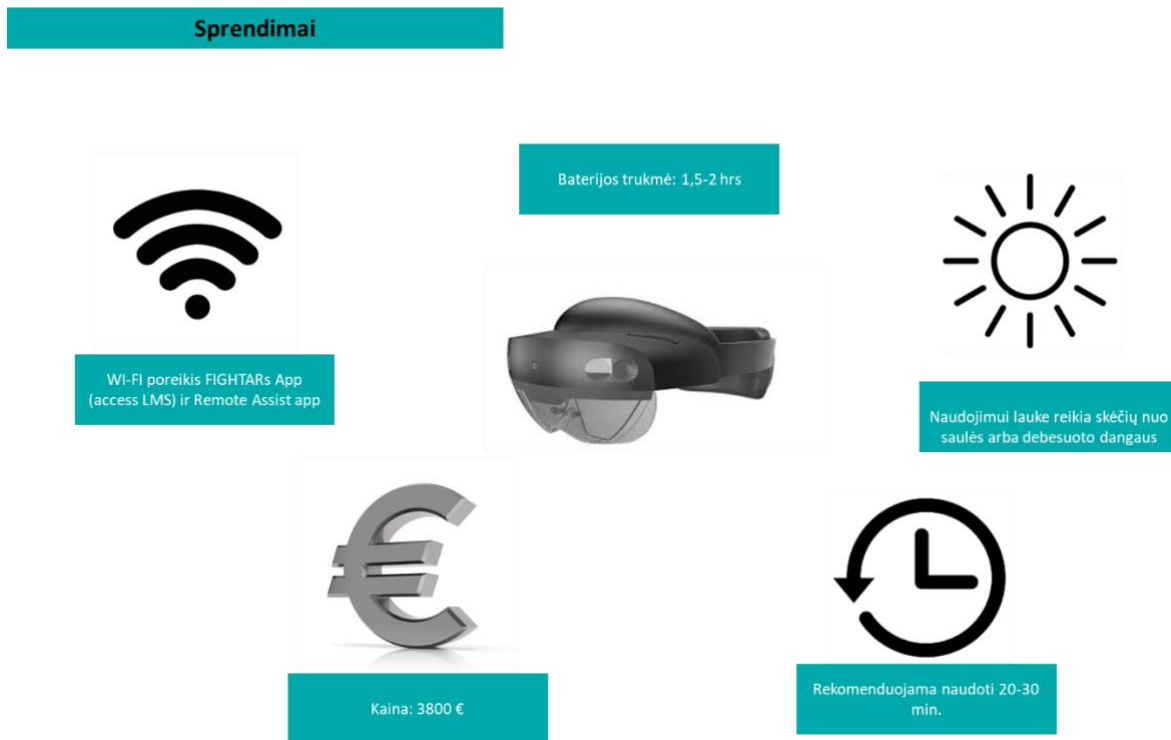 Sprendimai
Baterijos trukmė: 1,5-2 hrs
WI-FI poreikis FIGHTARs App
(access LMS) ir Remote Assist app
Naudojimui lauke reikia skėčių nuo
saulės arba debesuoto dangaus
Kaina: 3800 €
Rekomenduojama naudoti 20-30
min.